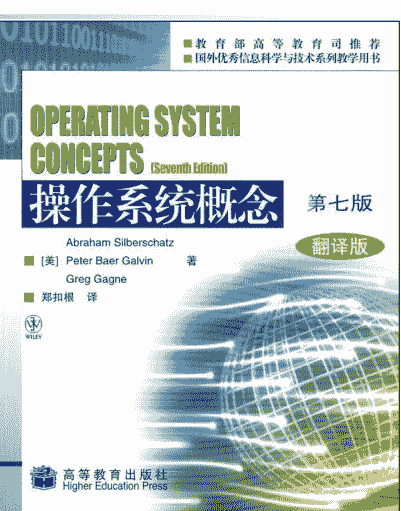 教育部高等教育司推荐
国外优秀信息科学与技术系列教学用书
OPERATING SYSTEM
CONCEPTS (Seventh Edition)
操作系统概念 第七版
翻译版
Abraham Silberschatz
[美] Peter Baer Galvin 著
Greg Gagne
郑扣根 译
WILEY
高等教育出版社
Higher Education Press